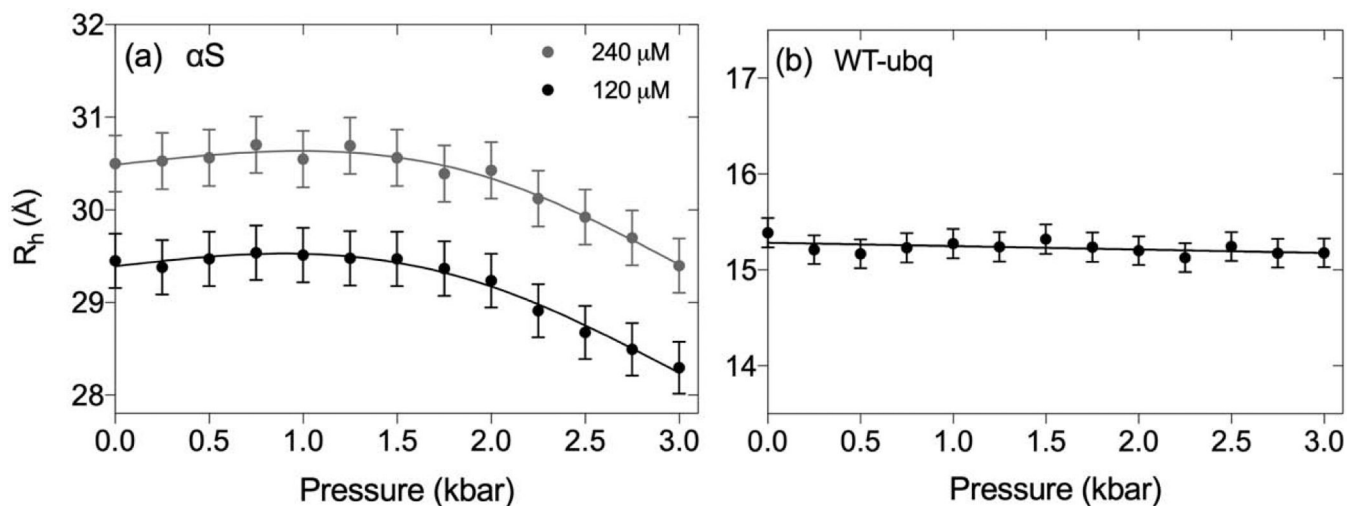 (a) αS
240 μM
120 μM
32
31
30
29
28
Rh (Å)
0.0 0.5 1.0 1.5 2.0 2.5 3.0
Pressure (kbar)
(b) WT-ubq
17
16
15
14
0.0 0.5 1.0 1.5 2.0 2.5 3.0
Pressure (kbar)